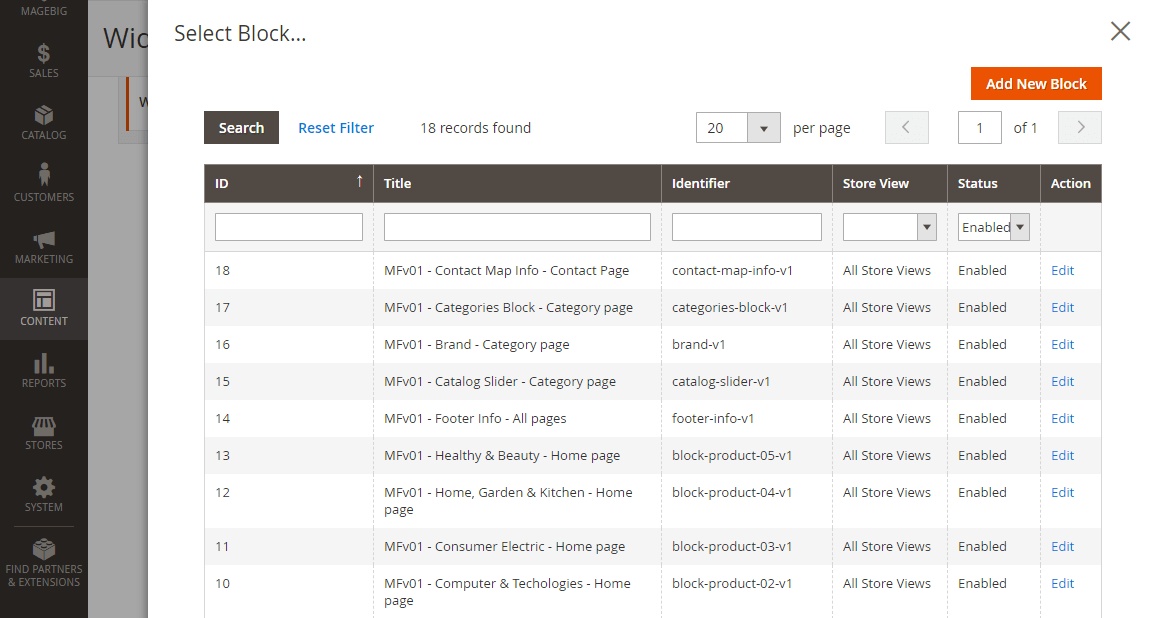 MAGEBIG
SALES
CATALOG
CUSTOMERS
MARKETING
CONTENT
REPORTS
STORES
SYSTEM
FIND PARTNERS
& EXTENSIONS
Wid
W
Select Block...
Add New Block
Search Reset Filter 18 records found 20 per page 1 of 1
ID ↑ Title Identifier Store View Status Action
Enabled
18 MFv01 - Contact Map Info - Contact Page contact-map-info-v1 All Store Views Enabled Edit
17 MFv01 - Categories Block - Category page categories-block-v1 All Store Views Enabled Edit
16 MFv01 - Brand - Category page brand-v1 All Store Views Enabled Edit
15 MFv01 - Catalog Slider - Category page catalog-slider-v1 All Store Views Enabled Edit
14 MFv01 - Footer Info - All pages footer-info-v1 All Store Views Enabled Edit
13 MFv01 - Healthy & Beauty - Home page block-product-05-v1 All Store Views Enabled Edit
12 MFv01 - Home, Garden & Kitchen - Home block-product-04-v1 All Store Views Enabled Edit
page
11 MFv01 - Consumer Electric - Home page block-product-03-v1 All Store Views Enabled Edit
10 MFv01 - Computer & Techologies - Home block-product-02-v1 All Store Views Enabled Edit
page